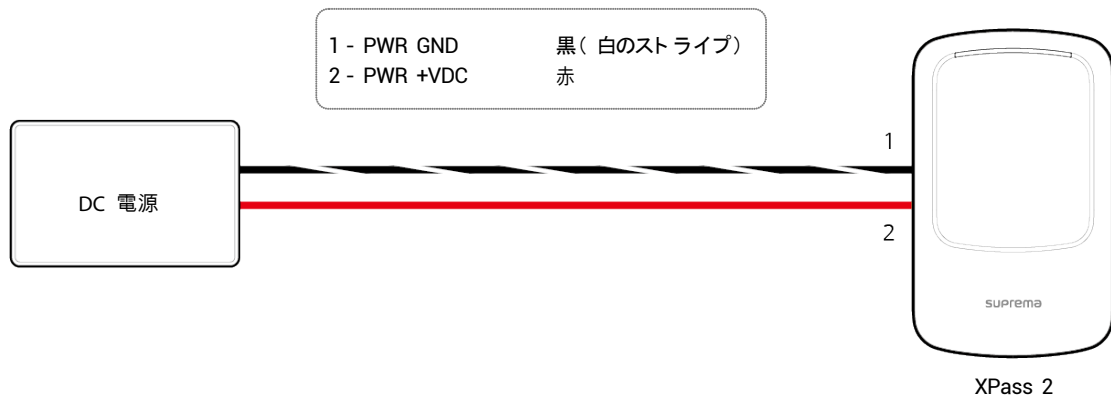 1 - PWR GND 黒( 白のストライプ)
2 - PWR +VDC 赤
1
DC 電源
2
suprema
XPass 2